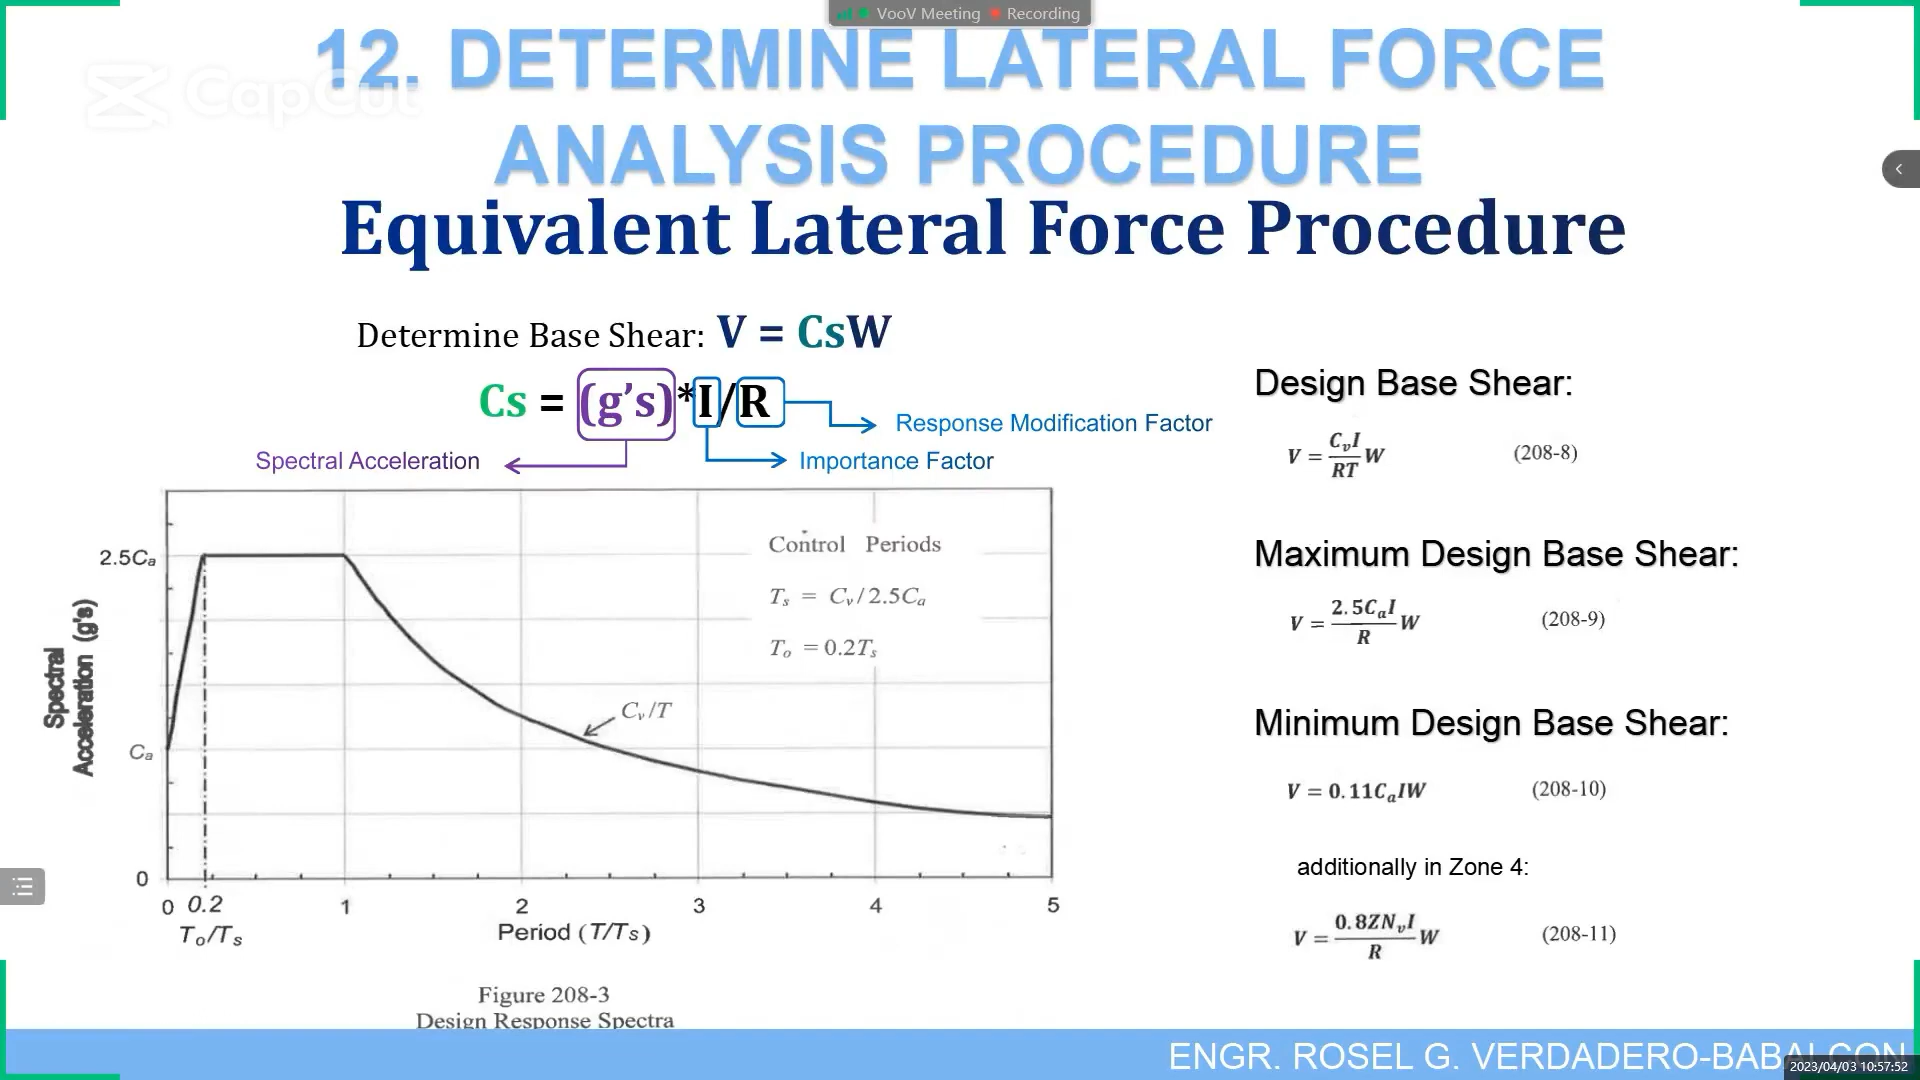 VooV Meeting Recording
12. DETERMINE LATERAL FORCE
CapCut
ANALYSIS PROCEDURE
Equivalent Lateral Force Procedure
Determine Base Shear: V = CsW
Cs = (g's)*I/R
Response Modification Factor
Spectral Acceleration
Importance Factor
Design Base Shear:
V = CvI/RT W (208-8)
Maximum Design Base Shear:
V = 2.5CaI/R W (208-9)
Minimum Design Base Shear:
V = 0.11CaIW (208-10)
additionally in Zone 4:
V = 0.8ZNvI/R W (208-11)
Control Periods
Ts = Cv/2.5Ca
To = 0.2Ts
Cv/T
2.5Ca
Ca
0
Spectral
Acceleration (g's)
0 0.2 1 2 3 4 5
To/Ts
Period (T/Ts)
Figure 208-3
Design Response Spectra
ENGR. ROSEL G. VERDADERO-BABALCON
2023/04/03 10:57:52